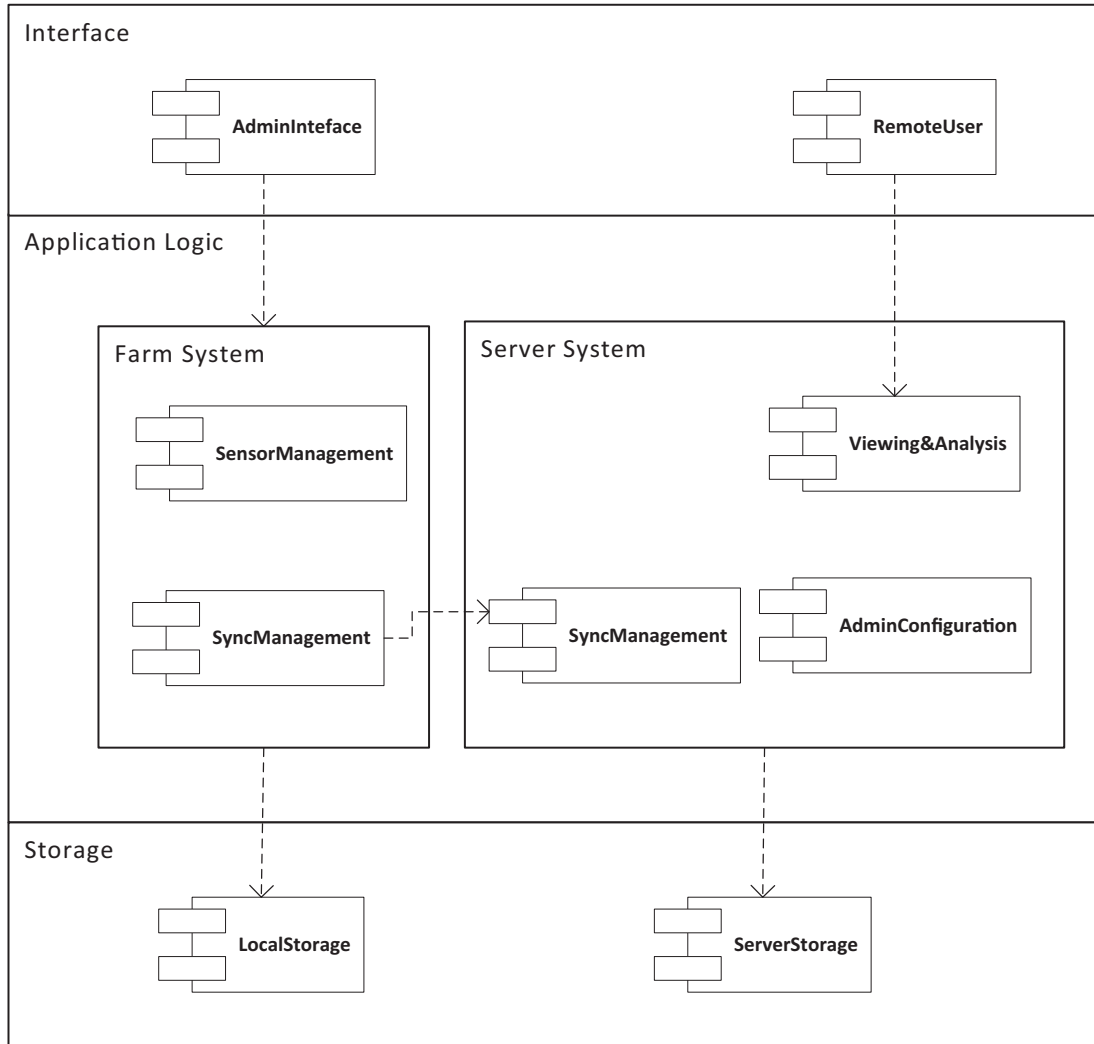 Interface
AdminInteface
RemoteUser
Application Logic
Farm System
Server System
SensorManagement
Viewing&Analysis
SyncManagement
SyncManagement
AdminConfiguration
Storage
LocalStorage
ServerStorage